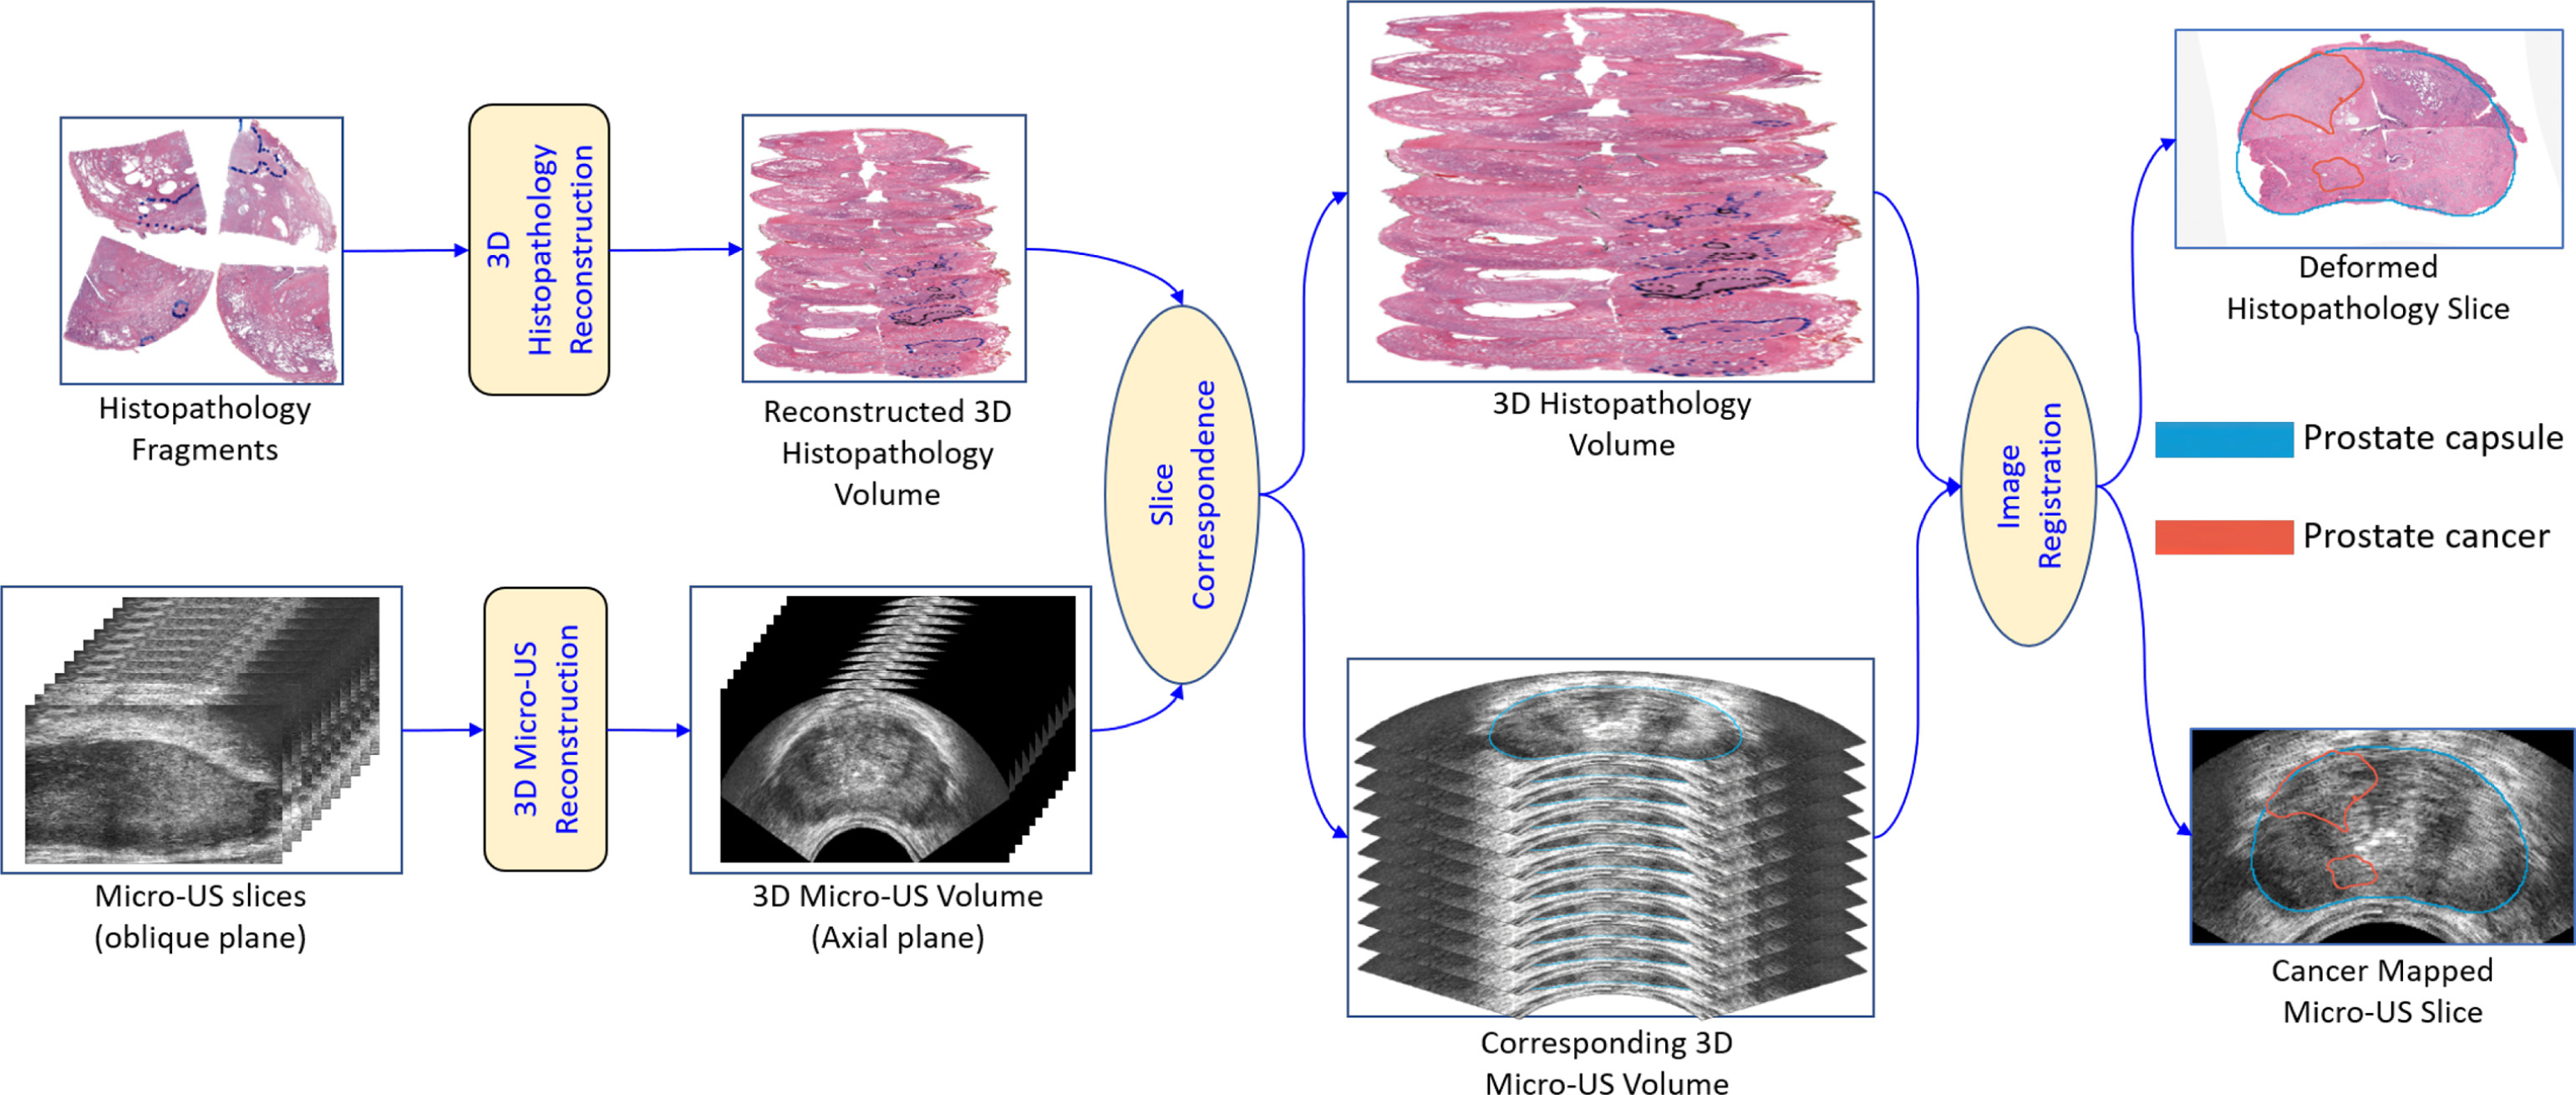 Histopathology
Fragments
3D
Histopathology
Reconstruction
Reconstructed 3D
Histopathology
Volume
Micro-US slices
(oblique plane)
3D Micro-US
Reconstruction
3D Micro-US Volume
(Axial plane)
Slice
Correspondence
3D Histopathology
Volume
Corresponding 3D
Micro-US Volume
Image
Registration
Deformed
Histopathology Slice
Prostate capsule
Prostate cancer
Cancer Mapped
Micro-US Slice